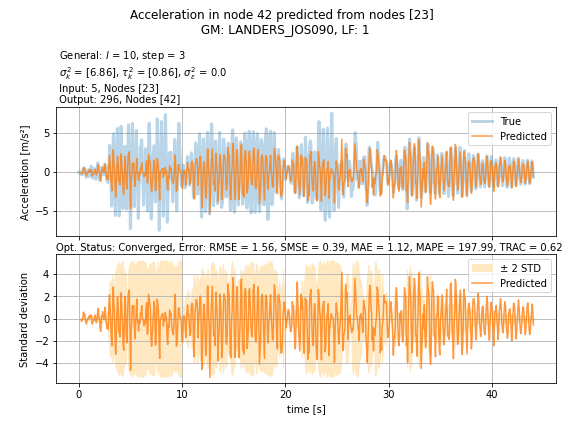 Acceleration in node 42 predicted from nodes [23]
GM: LANDERS_JOS090, LF: 1
General: l = 10, step = 3
σ²ₖ = [6.86], τ²ₖ = [0.86], σ²ε = 0.0
Input: 5, Nodes [23]
Output: 296, Nodes [42]
Acceleration [m/s²]
5
0
−5
True
Predicted
Opt. Status: Converged, Error: RMSE = 1.56, SMSE = 0.39, MAE = 1.12, MAPE = 197.99, TRAC = 0.62
Standard deviation
4
2
0
−2
−4
± 2 STD
Predicted
0 10 20 30 40
time [s]